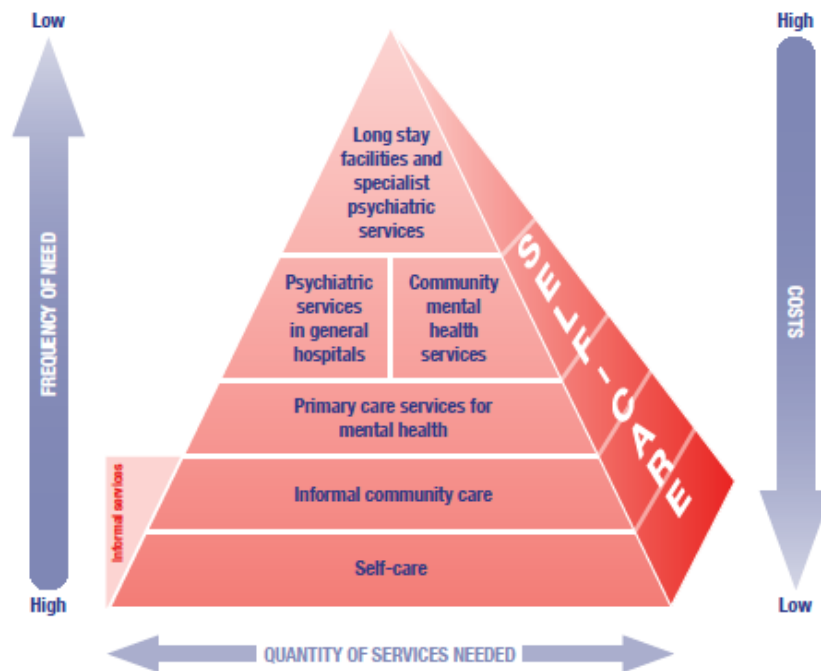 Low
High
Long stay
facilities and
specialist
psychiatric
services
Psychiatric
services
in general
hospitals
Community
mental
health
services
Primary care services for
mental health
Informal community care
Self-care
SELF-CARE
Informal services
FREQUENCY OF NEED
COSTS
High
Low
QUANTITY OF SERVICES NEEDED